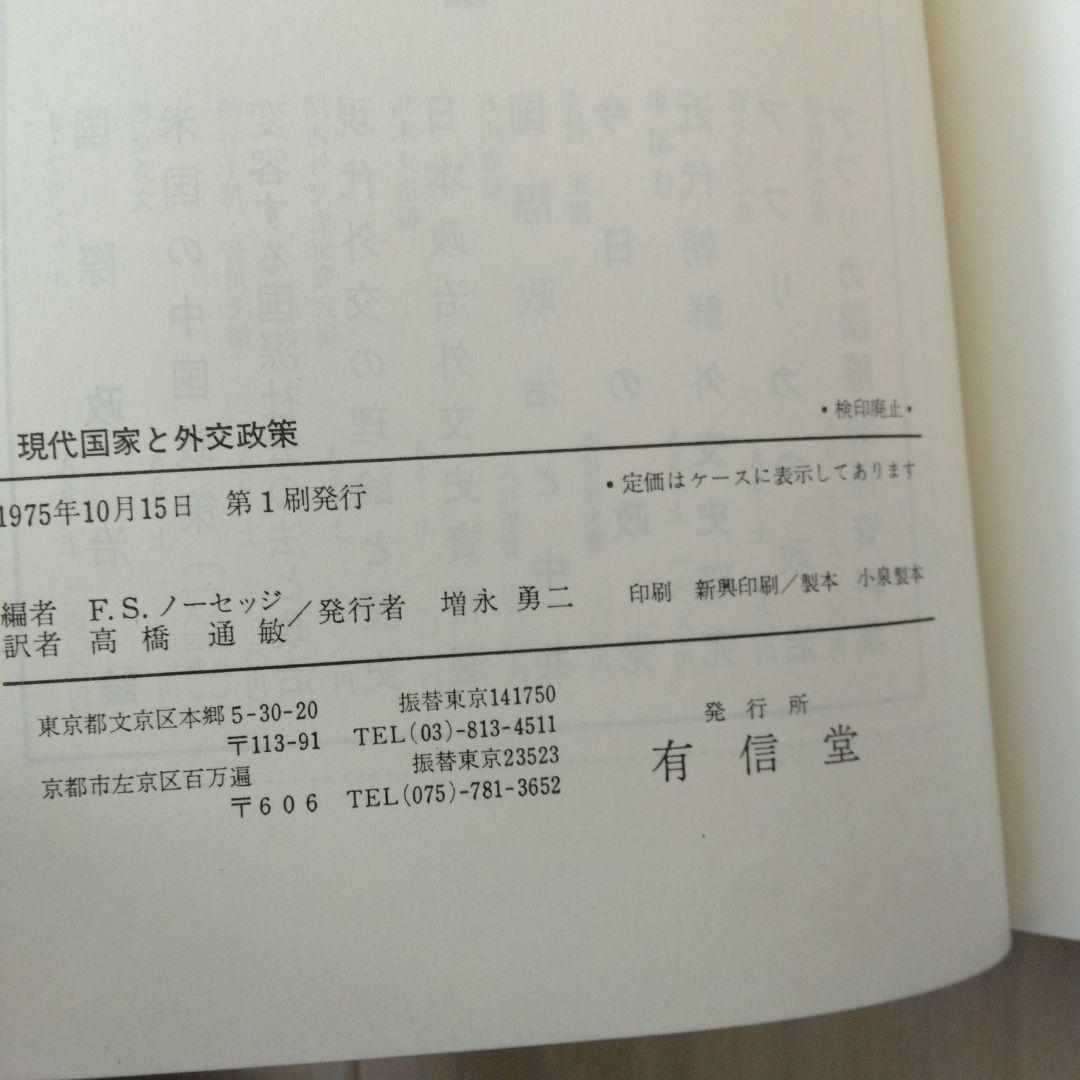 ・検印廃止・
現代国家と外交政策
1975年10月15日 第1刷発行
・定価はケースに表示してあります
編者 F.S.ノーセッジ
訳者 高橋通敏
／発行者 増永勇二
印刷 新興印刷／製本 小泉製本
東京都文京区本郷5-30-20 振替東京141750
〒113-91 TEL(03)-813-4511
京都市左京区百万遍 振替東京23523
〒606 TEL(075)-781-3652
発行所
有信堂